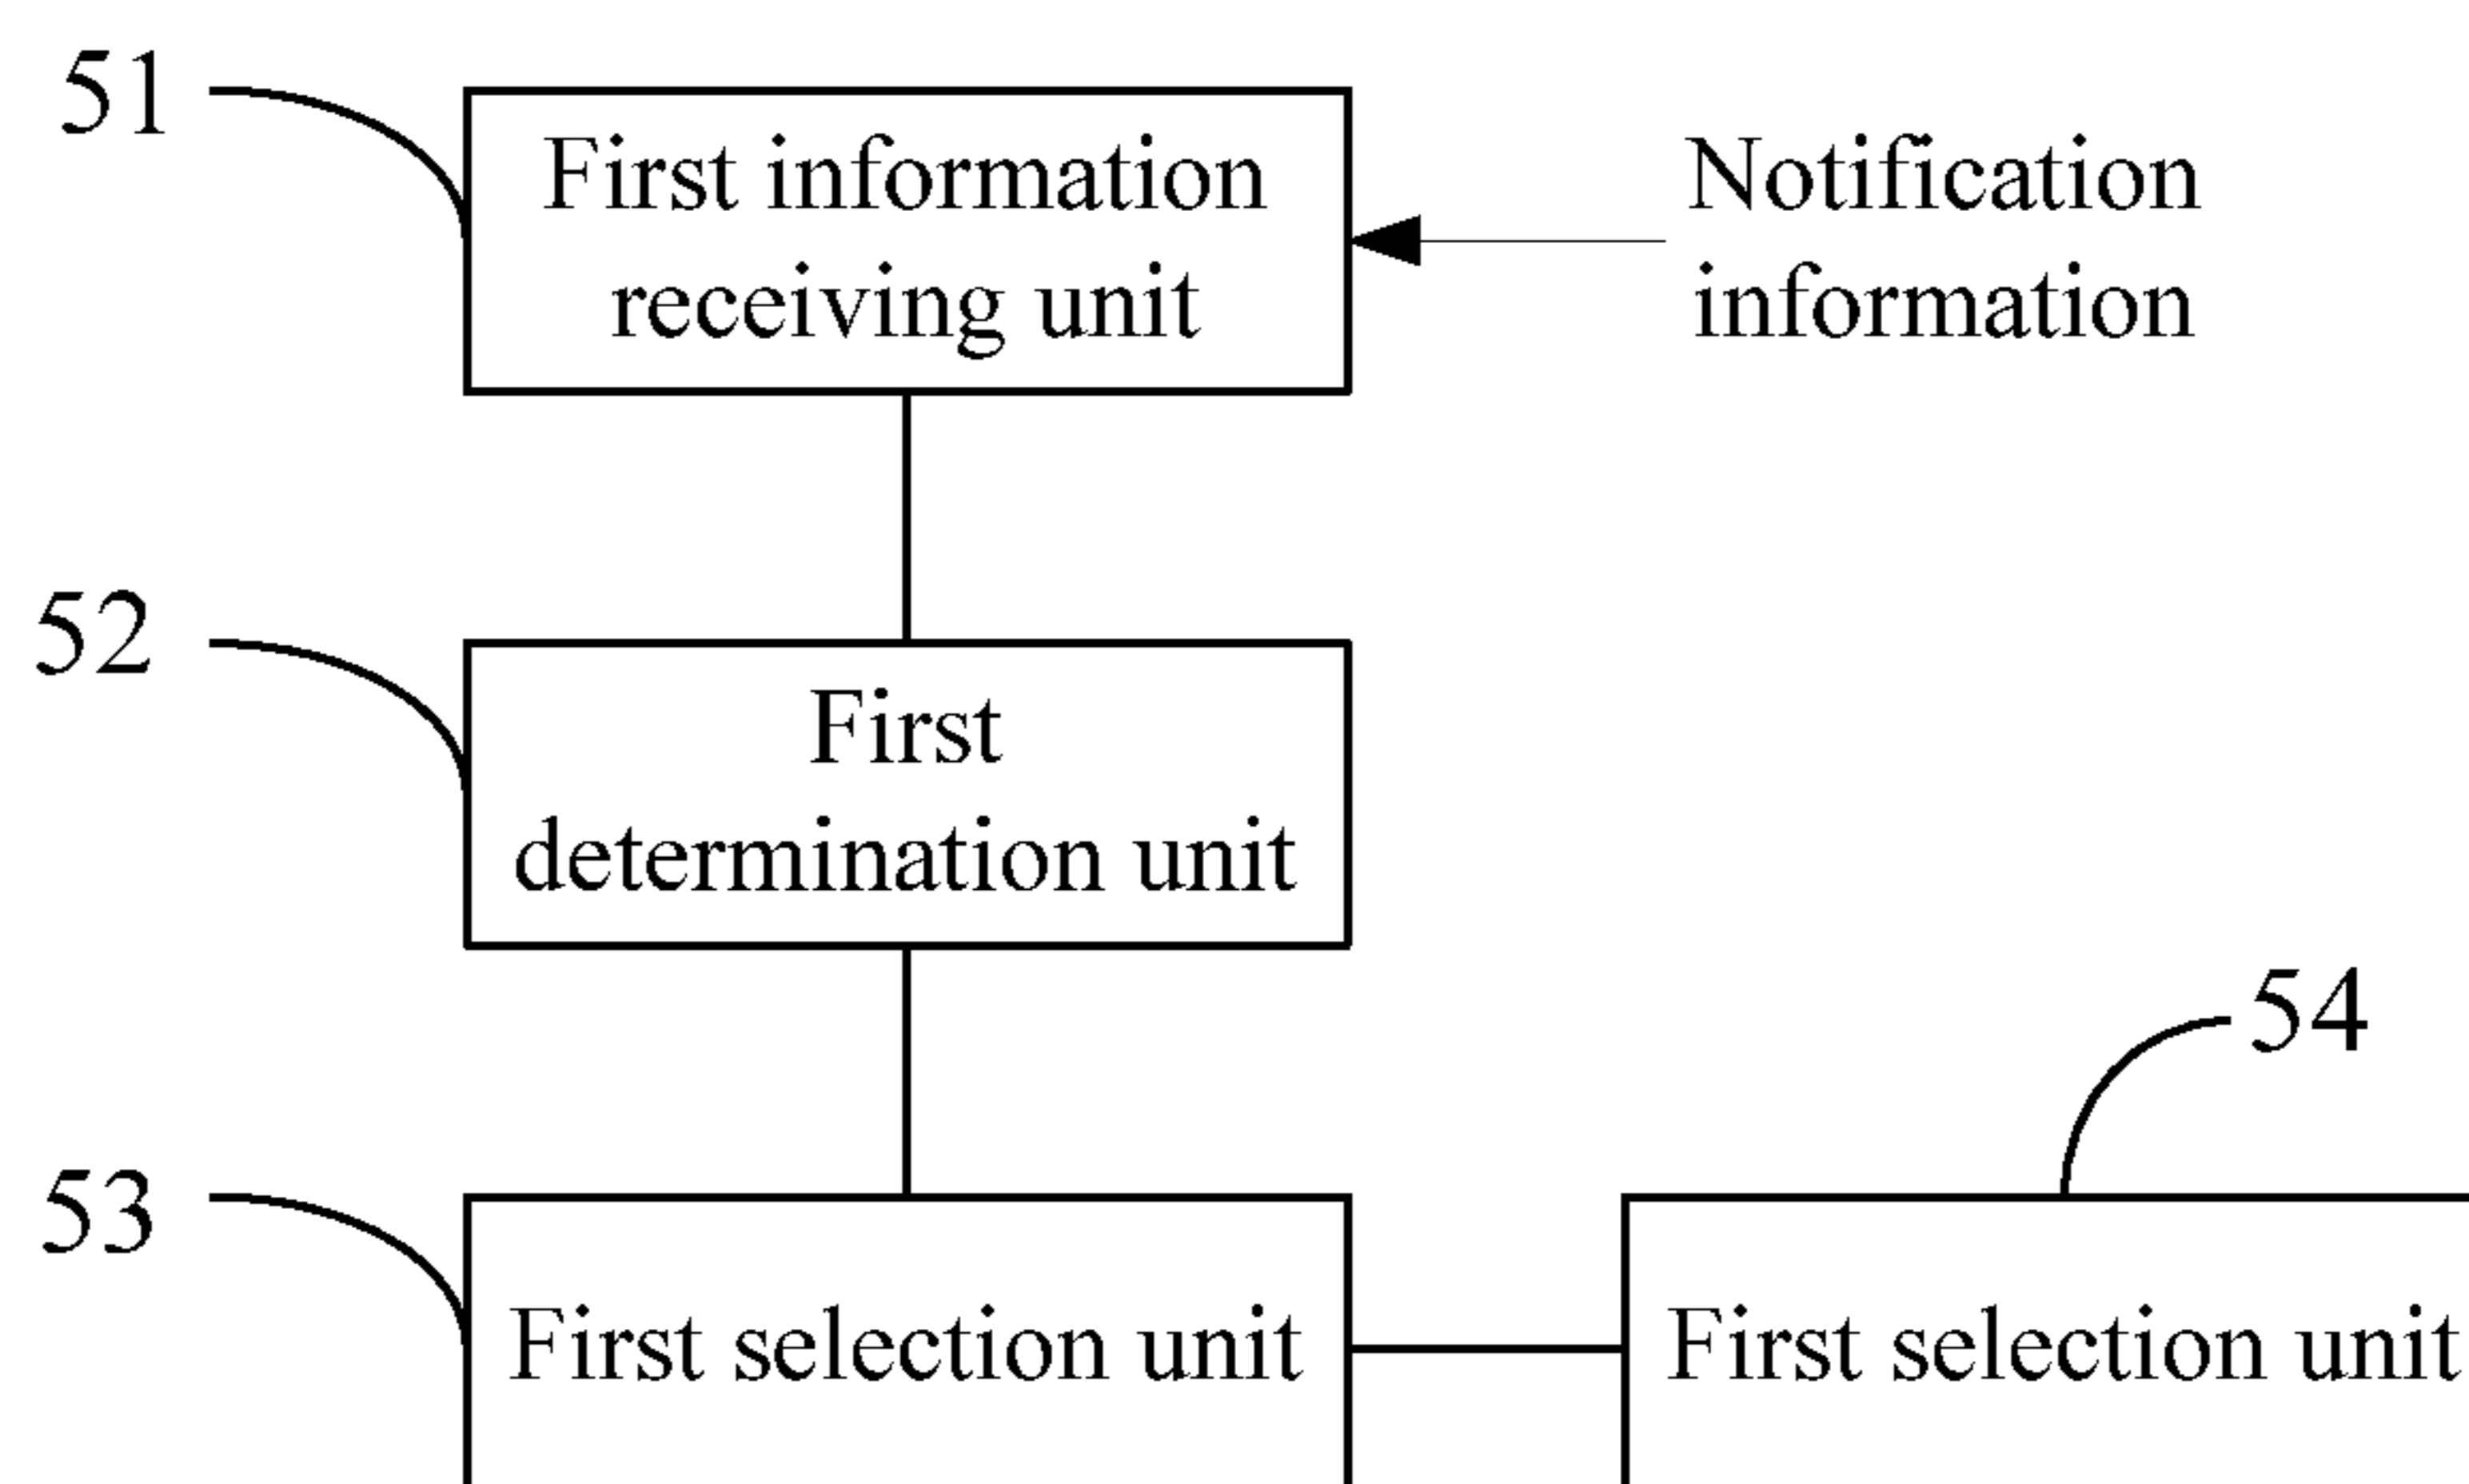 51
First information
receiving unit
Notification
information
52
First
determination unit
54
53
First selection unit
First selection unit